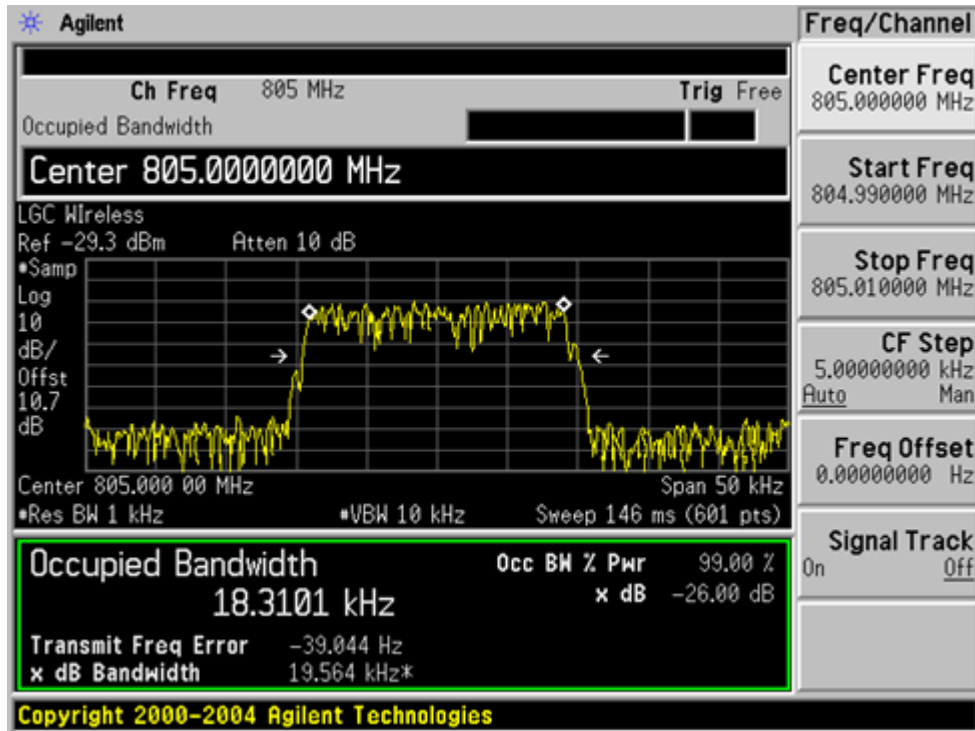 Agilent
Freq/Channel
Ch Freq 805 MHz Trig Free
Occupied Bandwidth
Center 805.0000000 MHz
LGC WIreless
Ref -29.3 dBm Atten 10 dB
*Samp
Log
10
dB/
Offst
10.7
dB
Center 805.000 00 MHz Span 50 kHz
*Res BW 1 kHz *VBW 10 kHz Sweep 146 ms (601 pts)
Occupied Bandwidth
18.3101 kHz
Occ BW % Pwr 99.00 %
x dB -26.00 dB
Transmit Freq Error -39.044 Hz
x dB Bandwidth 19.564 kHz*
Center Freq
805.000000 MHz
Start Freq
804.990000 MHz
Stop Freq
805.010000 MHz
CF Step
5.00000000 kHz
Auto Man
Freq Offset
0.00000000 Hz
Signal Track
On Off
Copyright 2000-2004 Agilent Technologies